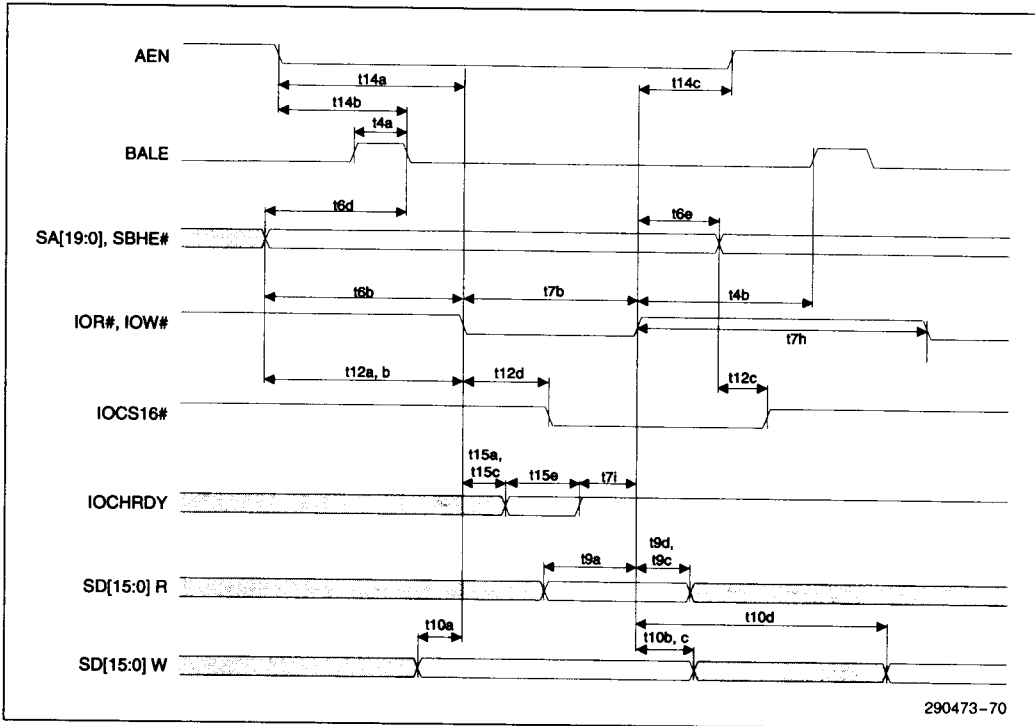 AEN
t14a
t14c
t14b
t4a
BALE
t6d
t6e
SA[19:0], SBHE#
t6b
t7b
t4b
IOR#, IOW#
t7h
t12a, b
t12d
t12c
IOCS16#
t15a,
t15c
t15e
t7i
IOCHRDY
t9d,
t9c
t9a
SD[15:0] R
t10d
t10a
t10b, c
SD[15:0] W
290473-70